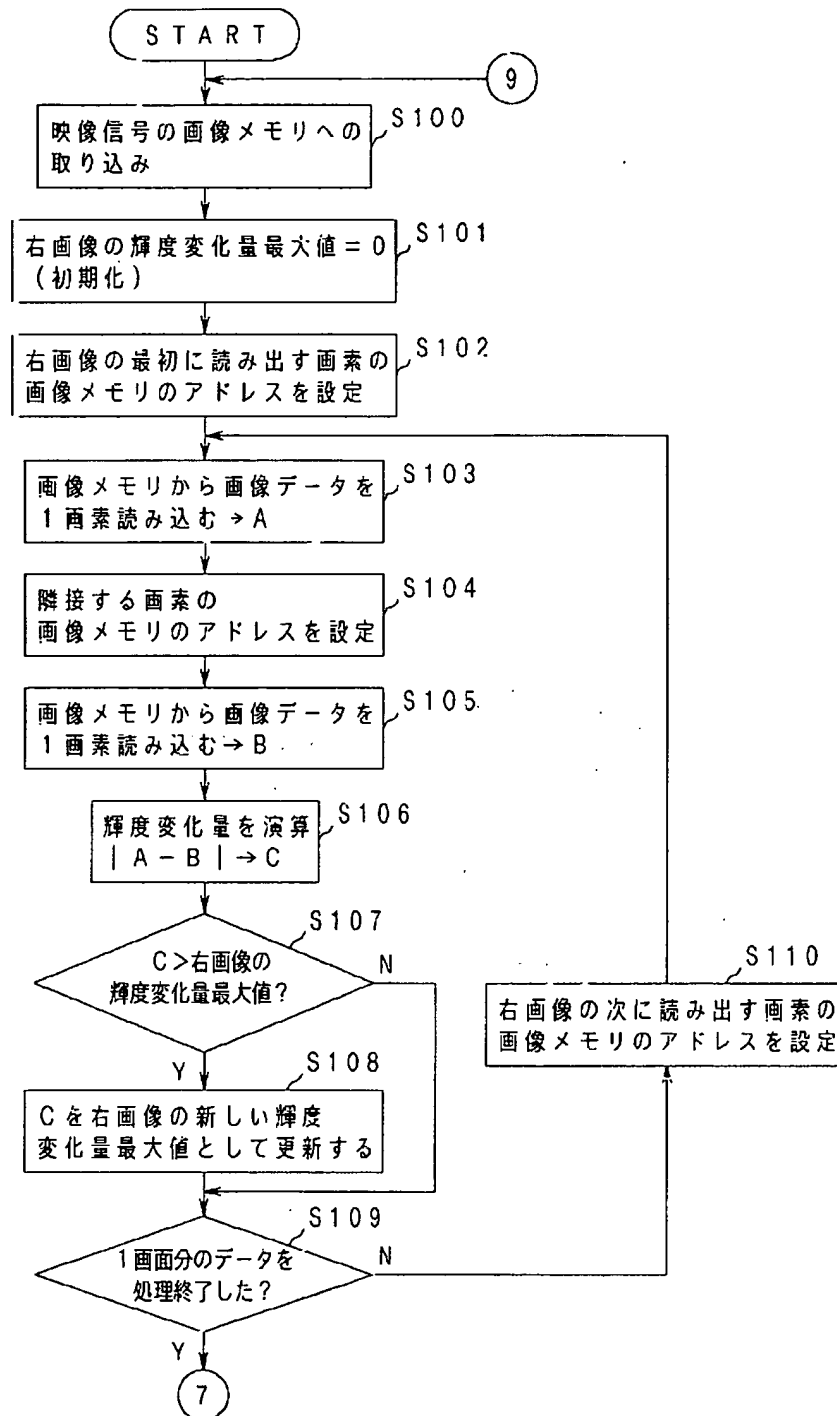 START
9
S100
映像信号の画像メモリへの
取り込み
S101
右画像の輝度変化量最大値=0
(初期化)
S102
右画像の最初に読み出す画素の
画像メモリのアドレスを設定
S103
画像メモリから画像データを
1画素読み込む→A
S104
隣接する画素の
画像メモリのアドレスを設定
S105
画像メモリから画像データを
1画素読み込む→B
S106
輝度変化量を演算
|A-B|→C
S107
C>右画像の
輝度変化量最大値?
N
Y
S108
Cを右画像の新しい輝度
変化量最大値として更新する
S109
1画面分のデータを
処理終了した?
N
Y
S110
右画像の次に読み出す画素の
画像メモリのアドレスを設定
7